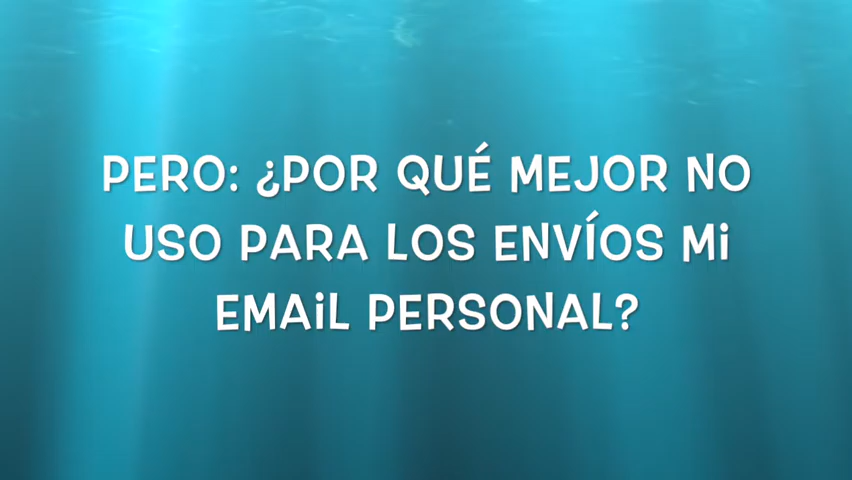 PERO: ¿POR QUÉ MEJOR NO
USO PARA LOS ENVÍOS Mi
EMAiL PERSONAL?